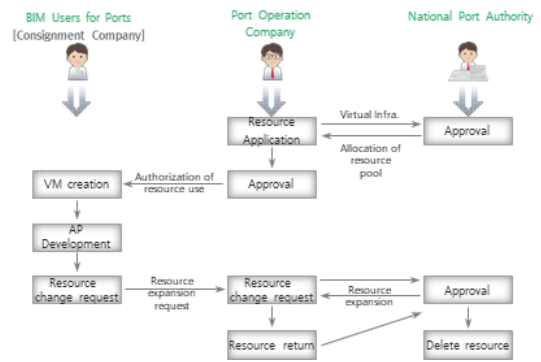 BIM Users for Ports
[Consignment Company]
Port Operation
Company
National Port Authority
Resource
Application
Virtual Infra.
Allocation of
resource
pool
Approval
VM creation
Authorization of
resource use
Approval
AP
Development
Resource
change request
Resource
expansion
request
Resource
change request
Resource
expansion
Approval
Resource return
Delete resource